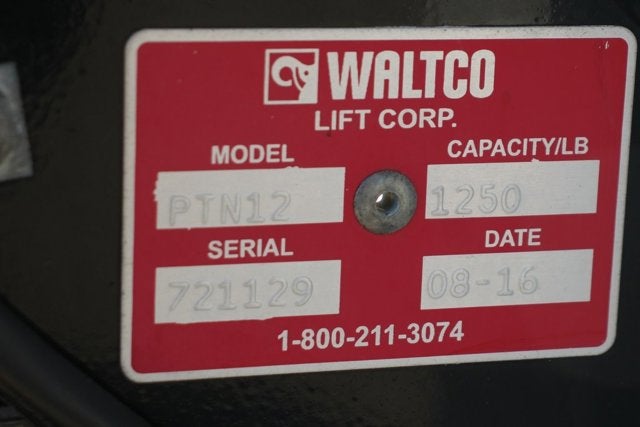 WALTCO
LIFT CORP.
MODEL CAPACITY/LB
PTN12 1250
SERIAL DATE
721129 08-16
1-800-211-3074